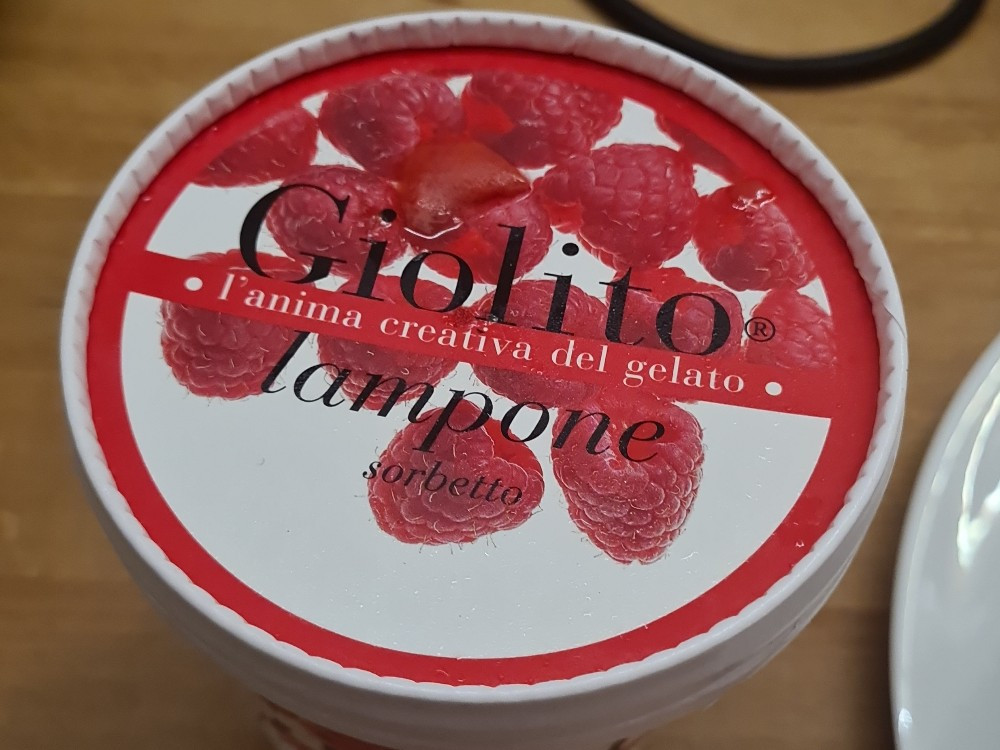 Giolito®
• l'anima creativa del gelato •
lampone
sorbetto